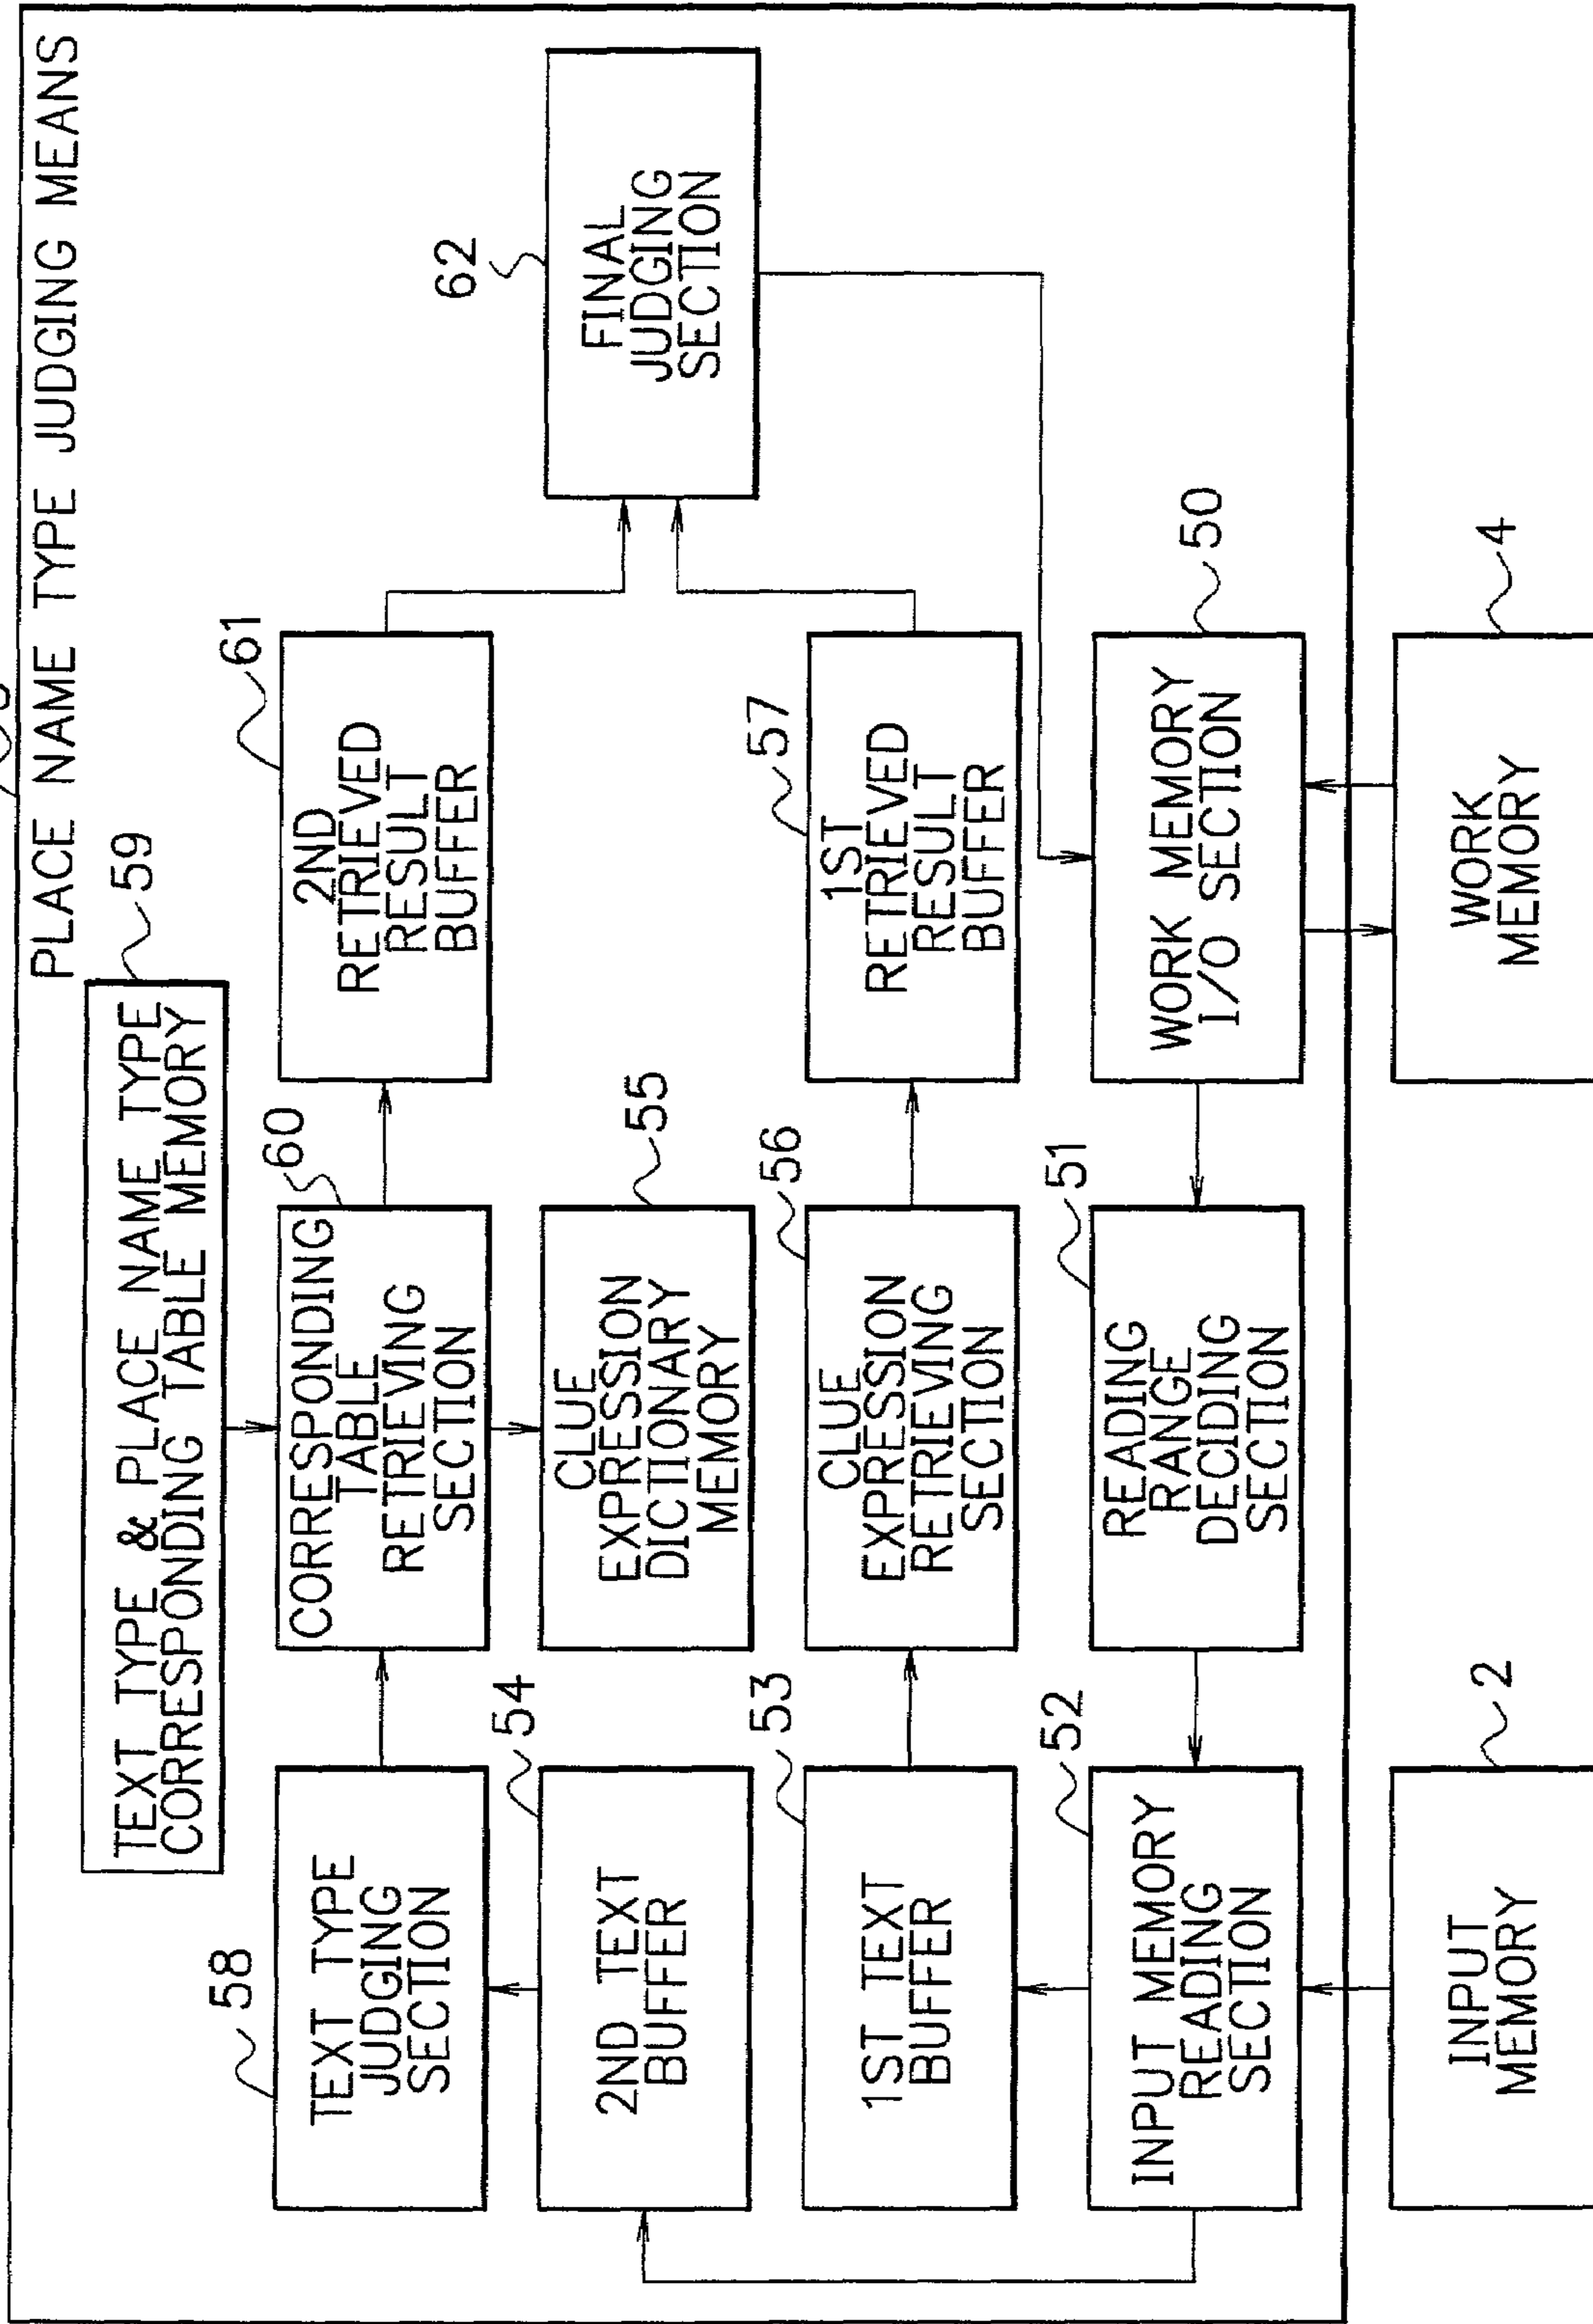 PLACE NAME TYPE JUDGING MEANS
TEXT TYPE & PLACE NAME TYPE
CORRESPONDING TABLE MEMORY
59
58
TEXT TYPE
JUDGING
SECTION
60
CORRESPONDING
TABLE
RETRIEVING
SECTION
61
2ND
RETRIEVED
RESULT
BUFFER
54
2ND TEXT
BUFFER
55
CLUE
EXPRESSION
DICTIONARY
MEMORY
62
FINAL
JUDGING
SECTION
53
1ST TEXT
BUFFER
56
CLUE
EXPRESSION
RETRIEVING
SECTION
57
1ST
RETRIEVED
RESULT
BUFFER
52
INPUT MEMORY
READING
SECTION
51
READING
RANGE
DECIDING
SECTION
50
WORK MEMORY
I/O SECTION
2
INPUT
MEMORY
4
WORK
MEMORY